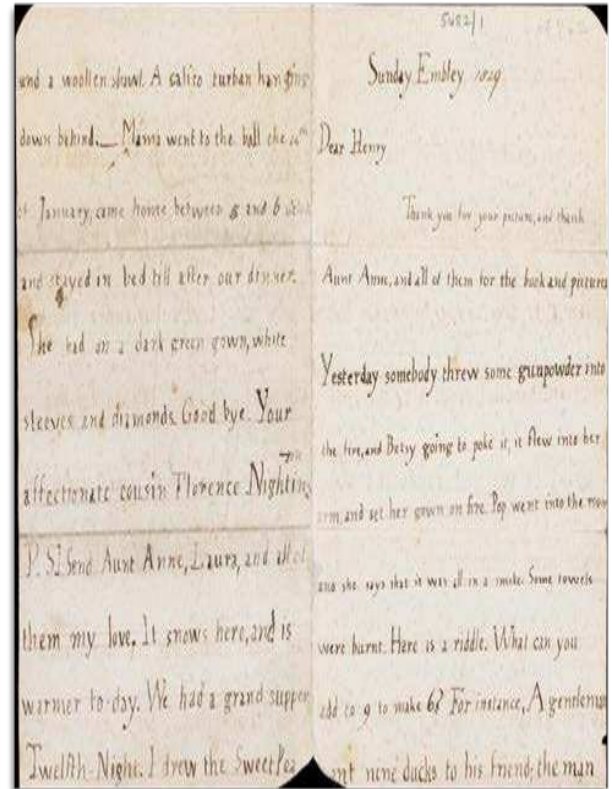 5482/1
Sunday Embley 1829
Dear Henry
Thank you for your picture, and thank
Aunt Anne, and all of them for the book and pictures
Yesterday somebody threw some gunpowder into
the fire, and Betsy going to poke it, it flew into her
arm, and set her gown on fire. Pop went into the
and she says that it was all in a smoke. Some towels
were burnt. Here is a riddle. What can you
add to 9 to make 6? For instance, A gentleman
nine ducks to his friend; the man
and a woollen shawl. A calico turban hanging
down behind. Mama went to the ball the
of January, came home between 5 and 6
and stayed in bed till after our dinner.
She had on a dark green gown, white
sleeves and diamonds. Good bye. Your
affectionate cousin Florence Nightin
P. S. I send Aunt Anne, Laura, and all of
them my love. It snows here, and is
warmer to-day. We had a grand supper
Twelfth-Night. I drew the Sweet Pea